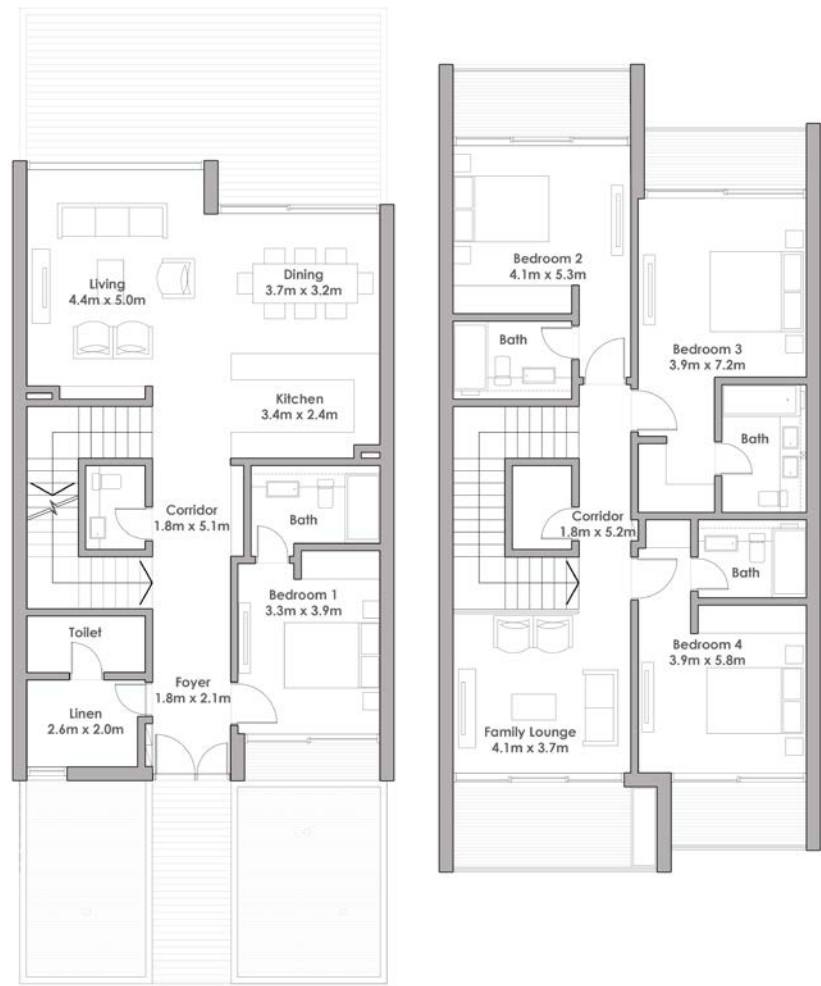 Living
4.4m x 5.0m
Dining
3.7m x 3.2m
Kitchen
3.4m x 2.4m
Corridor
1.8m x 5.1m
Bath
Bedroom 1
3.3m x 3.9m
Toilet
Foyer
1.8m x 2.1m
Linen
2.6m x 2.0m
Bedroom 2
4.1m x 5.3m
Bath
Bedroom 3
3.9m x 7.2m
Bath
Corridor
1.8m x 5.2m
Bath
Bedroom 4
3.9m x 5.8m
Family Lounge
4.1m x 3.7m